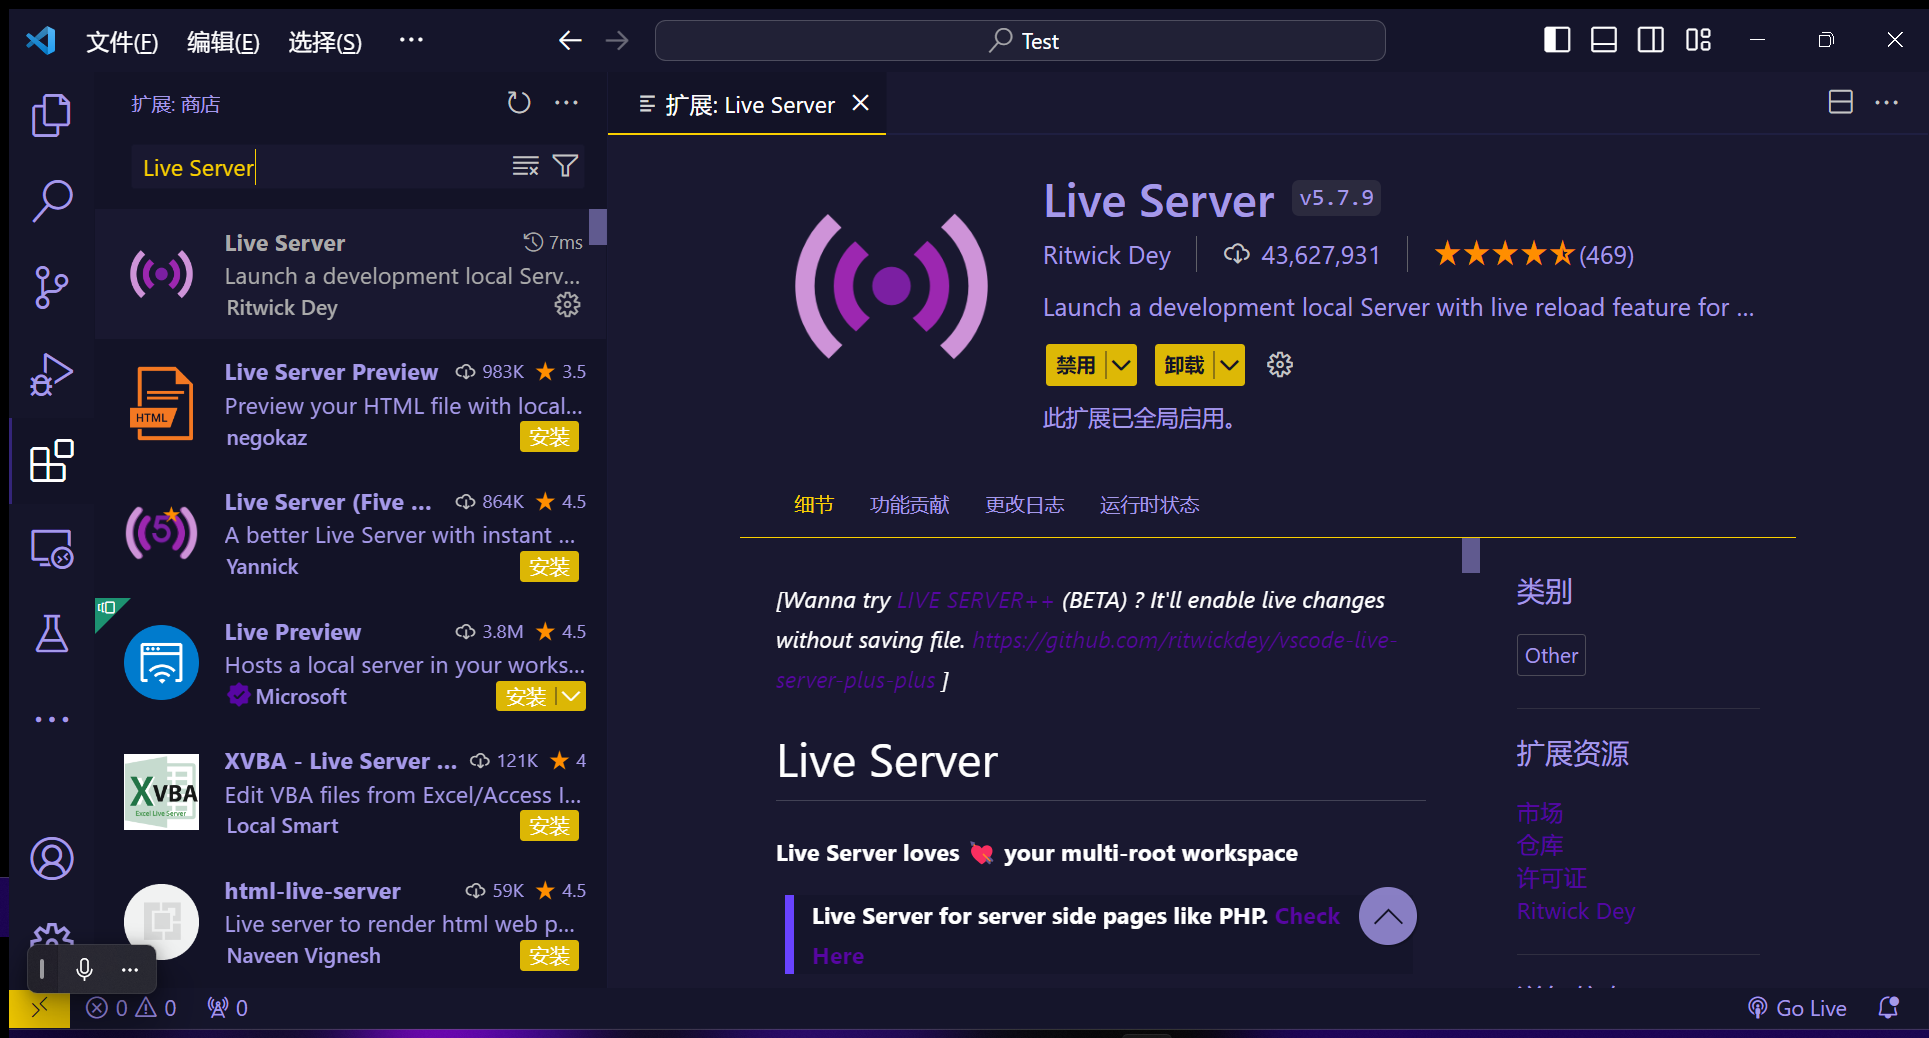 文件(F) 编辑(E) 选择(S) ···
Test
扩展: 商店
Live Server
Live Server 7ms
Launch a development local Serv...
Ritwick Dey
HTML
Live Server Preview 983K 3.5
Preview your HTML file with local...
negokaz 安装
5
Live Server (Five ... 864K 4.5
A better Live Server with instant ...
Yannick 安装
Live Preview 3.8M 4.5
Hosts a local server in your works...
Microsoft 安装
XVBA
Excel Live Server
XVBA - Live Server ... 121K 4
Edit VBA files from Excel/Access I...
Local Smart 安装
html-live-server 59K 4.5
Live server to render html web p...
Naveen Vignesh 安装
扩展: Live Server
Live Server v5.7.9
Ritwick Dey 43,627,931 (469)
Launch a development local Server with live reload feature for ...
禁用 卸载
此扩展已全局启用。
细节 功能贡献 更改日志 运行时状态
[Wanna try LIVE SERVER++ (BETA) ? It'll enable live changes
without saving file. https://github.com/ritwickdey/vscode-live-
server-plus-plus ]
Live Server
Live Server loves 💘 your multi-root workspace
Live Server for server side pages like PHP. Check
Here
类别
Other
扩展资源
市场
仓库
许可证
Ritwick Dey
0 0 0
Go Live